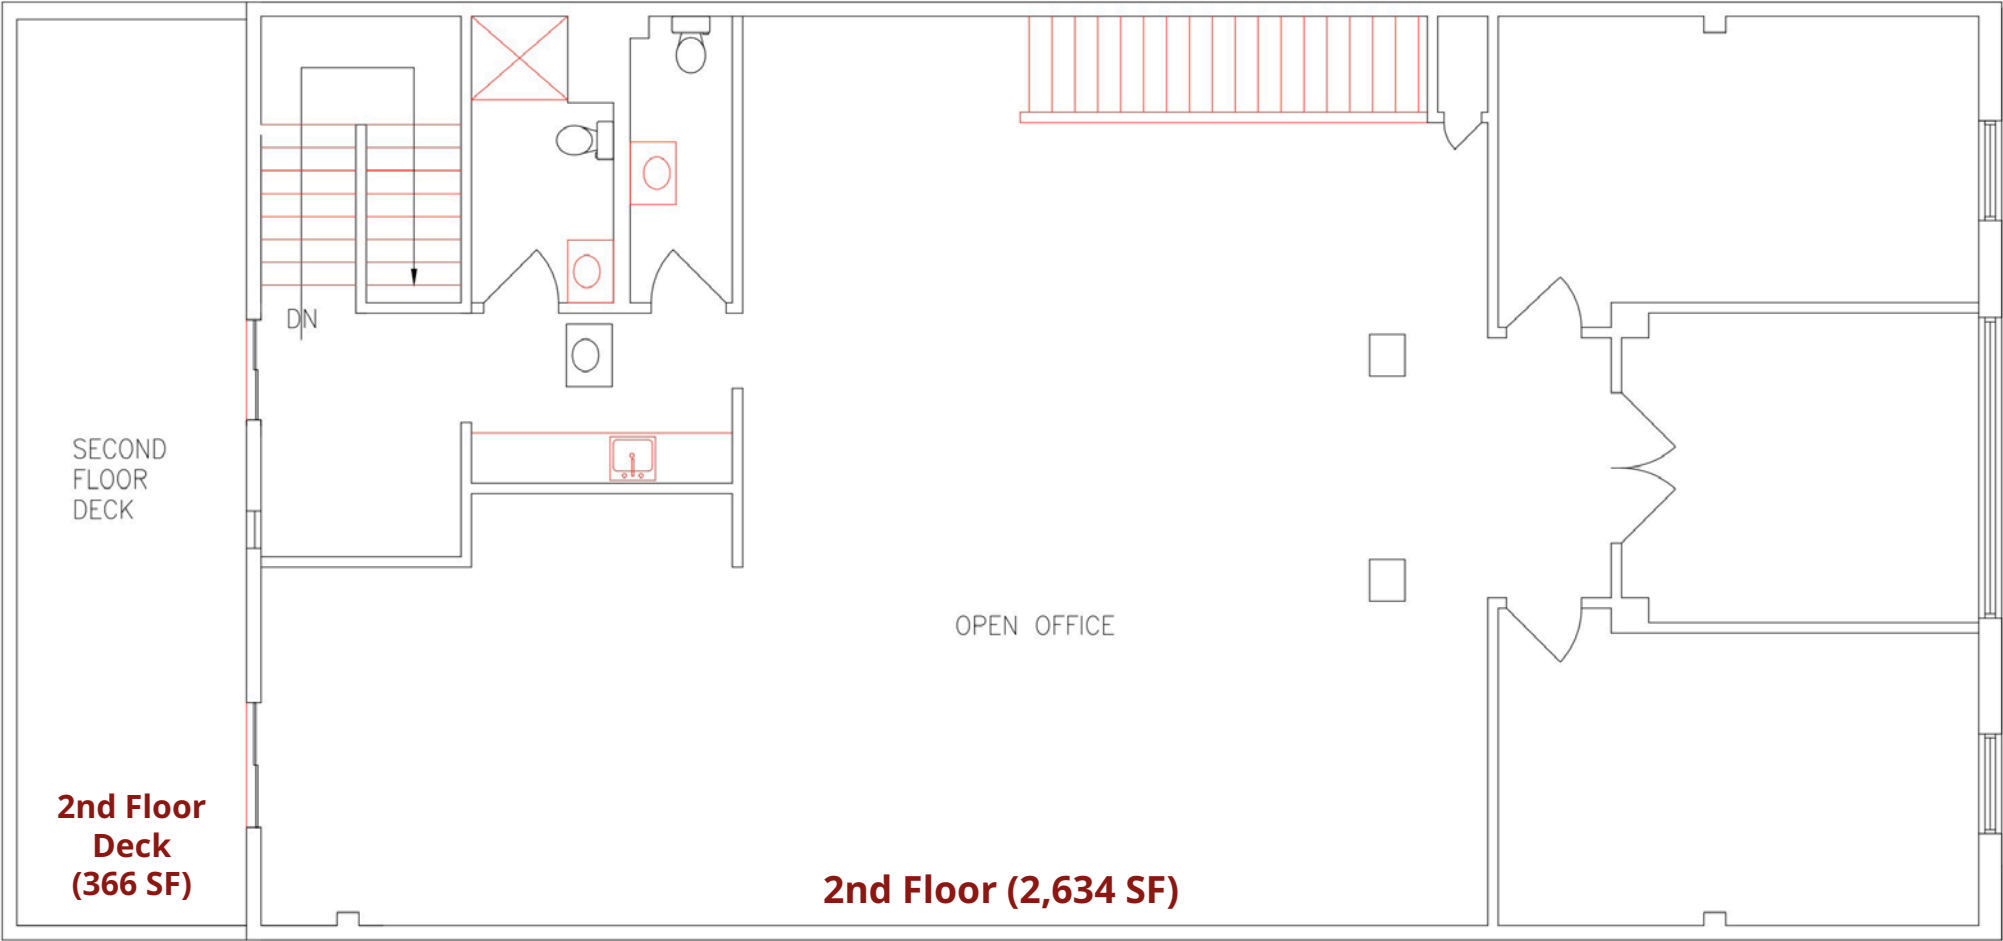 DN
SECOND
FLOOR
DECK
OPEN OFFICE
2nd Floor
Deck
(366 SF)
2nd Floor (2,634 SF)